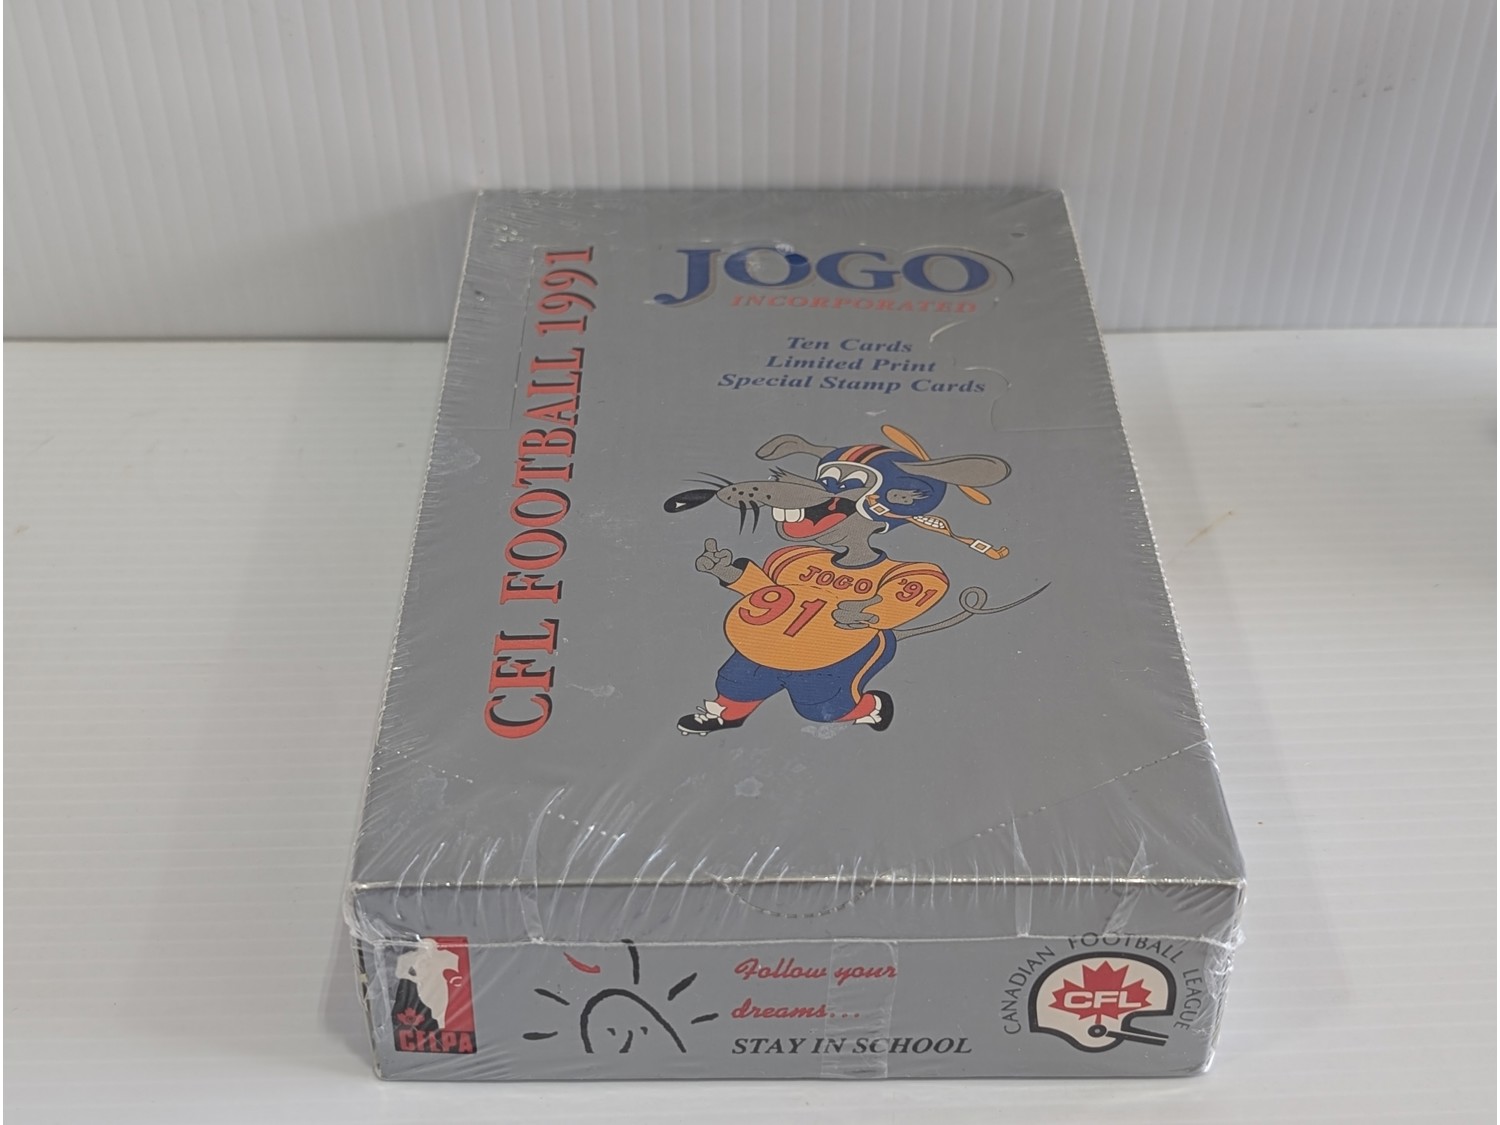 CFL FOOTBALL 1991
JOGO
INCORPORATED
Ten Cards
Limited Print
Special Stamp Cards
JOGO
'91
91
CFLPA
Follow your
dreams...
STAY IN SCHOOL
CANADIAN FOOTBALL LEAGUE
CFL